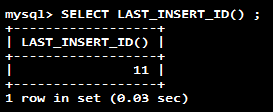 mysql> SELECT LAST_INSERT_ID() ;
+------------------+
| LAST_INSERT_ID() |
+------------------+
|               11 |
+------------------+
1 row in set (0.03 sec)